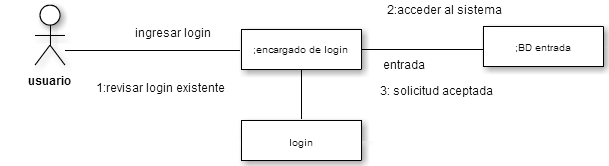 2:acceder al sistema
ingresar login
;encargado de login
;BD entrada
entrada
usuario
1:revisar login existente
3: solicitud aceptada
login